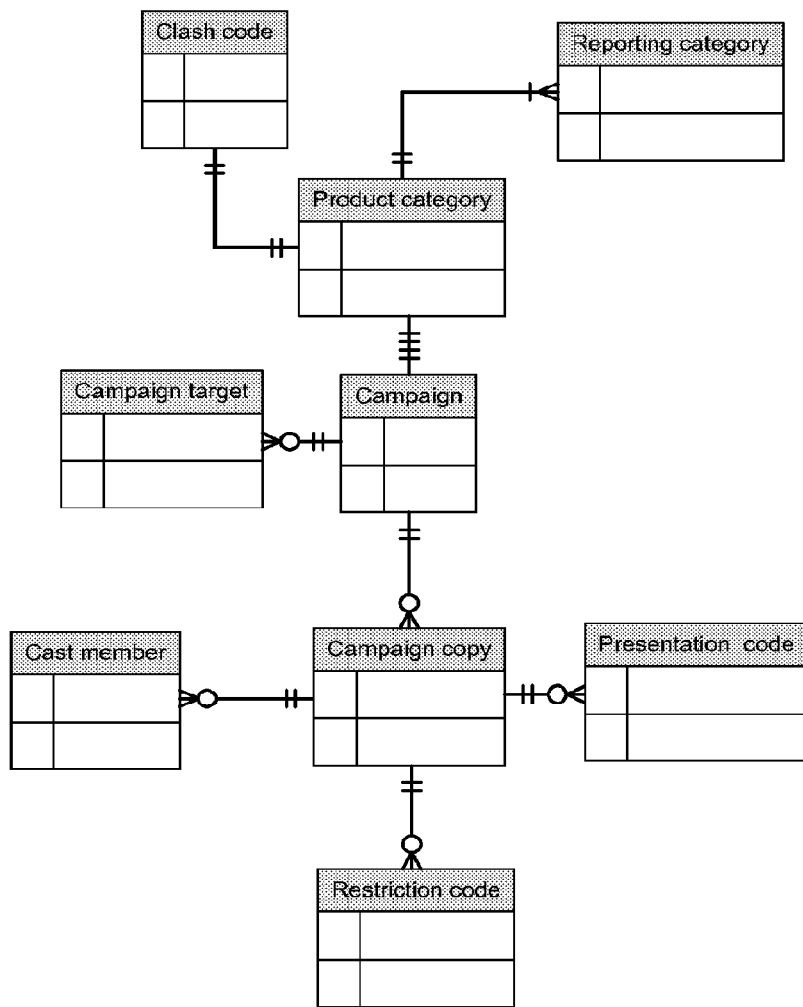 Clash code
Reporting category
Product category
Campaign target
Campaign
Cast member
Campaign copy
Presentation code
Restriction code